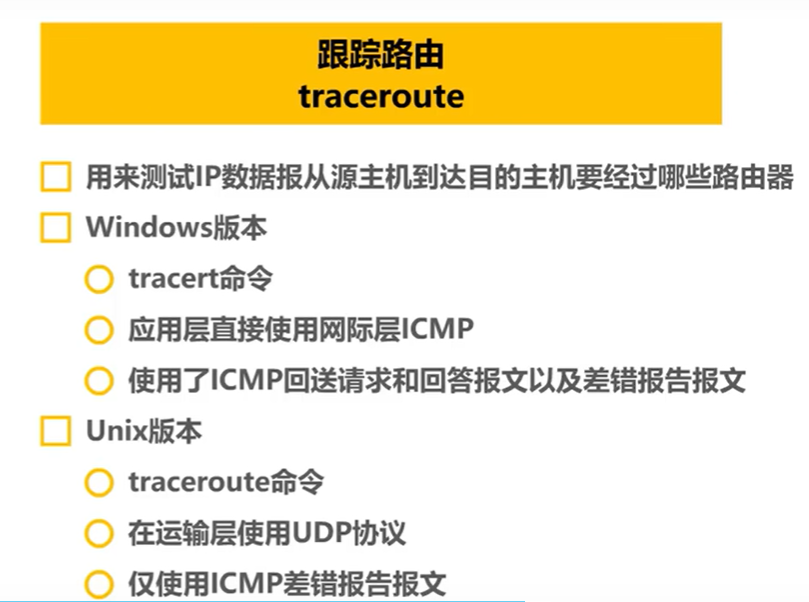 跟踪路由
traceroute
用来测试IP数据报从源主机到达目的主机要经过哪些路由器
Windows版本
tracert命令
应用层直接使用网际层ICMP
使用了ICMP回送请求和回答报文以及差错报告报文
Unix版本
traceroute命令
在运输层使用UDP协议
仅使用ICMP差错报告报文